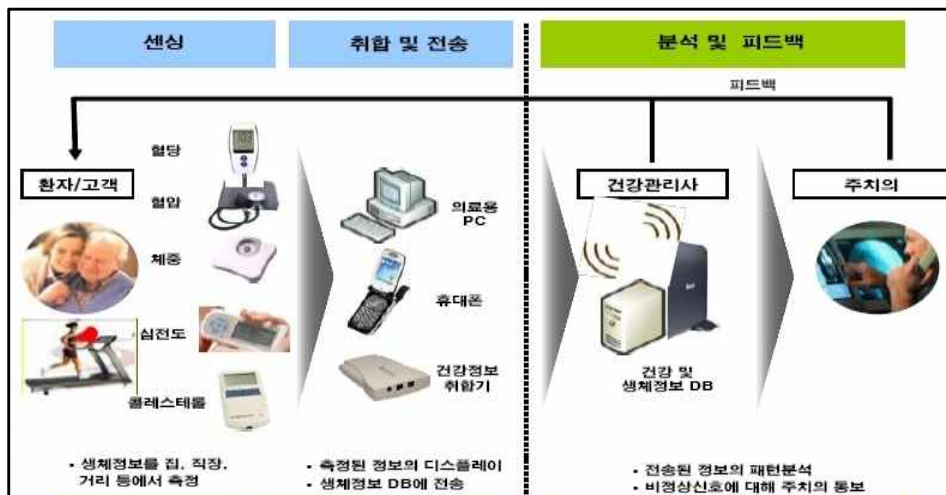 센싱
취합 및 전송
분석 및 피드백
피드백
환자/고객
혈당
혈압
체중
심전도
콜레스테롤
의료용
PC
휴대폰
건강정보
취합기
건강관리사
주치의
건강 및
생체정보 DB
• 생체정보를 집, 직장,
거리 등에서 측정
• 측정된 정보의 디스플레이
• 생체정보 DB에 전송
• 전송된 정보의 패턴분석
• 비정상신호에 대해 주치의 통보